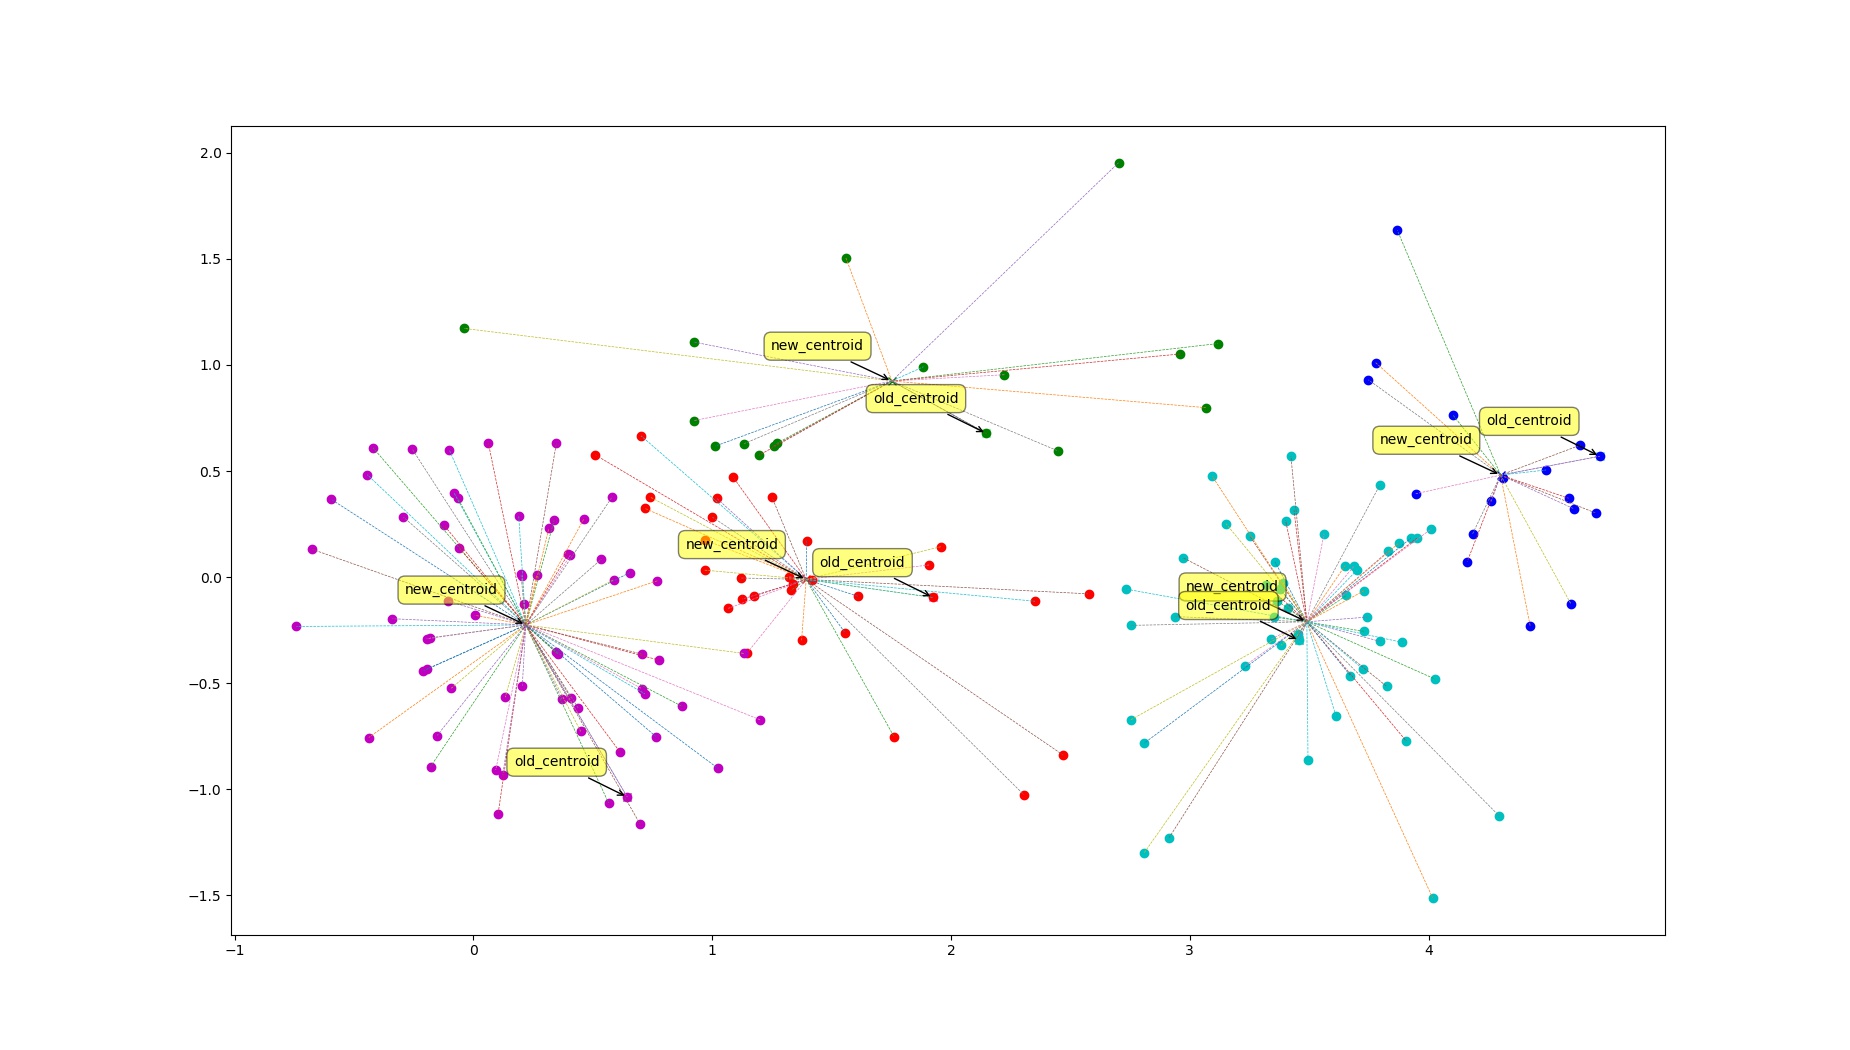 2.0
1.5
1.0
0.5
0.0
−0.5
−1.0
−1.5
−1
0
1
2
3
4
new_centroid
old_centroid
old_centroid
new_centroid
new_centroid
old_centroid
new_centroid
new_centroid
old_centroid
old_centroid